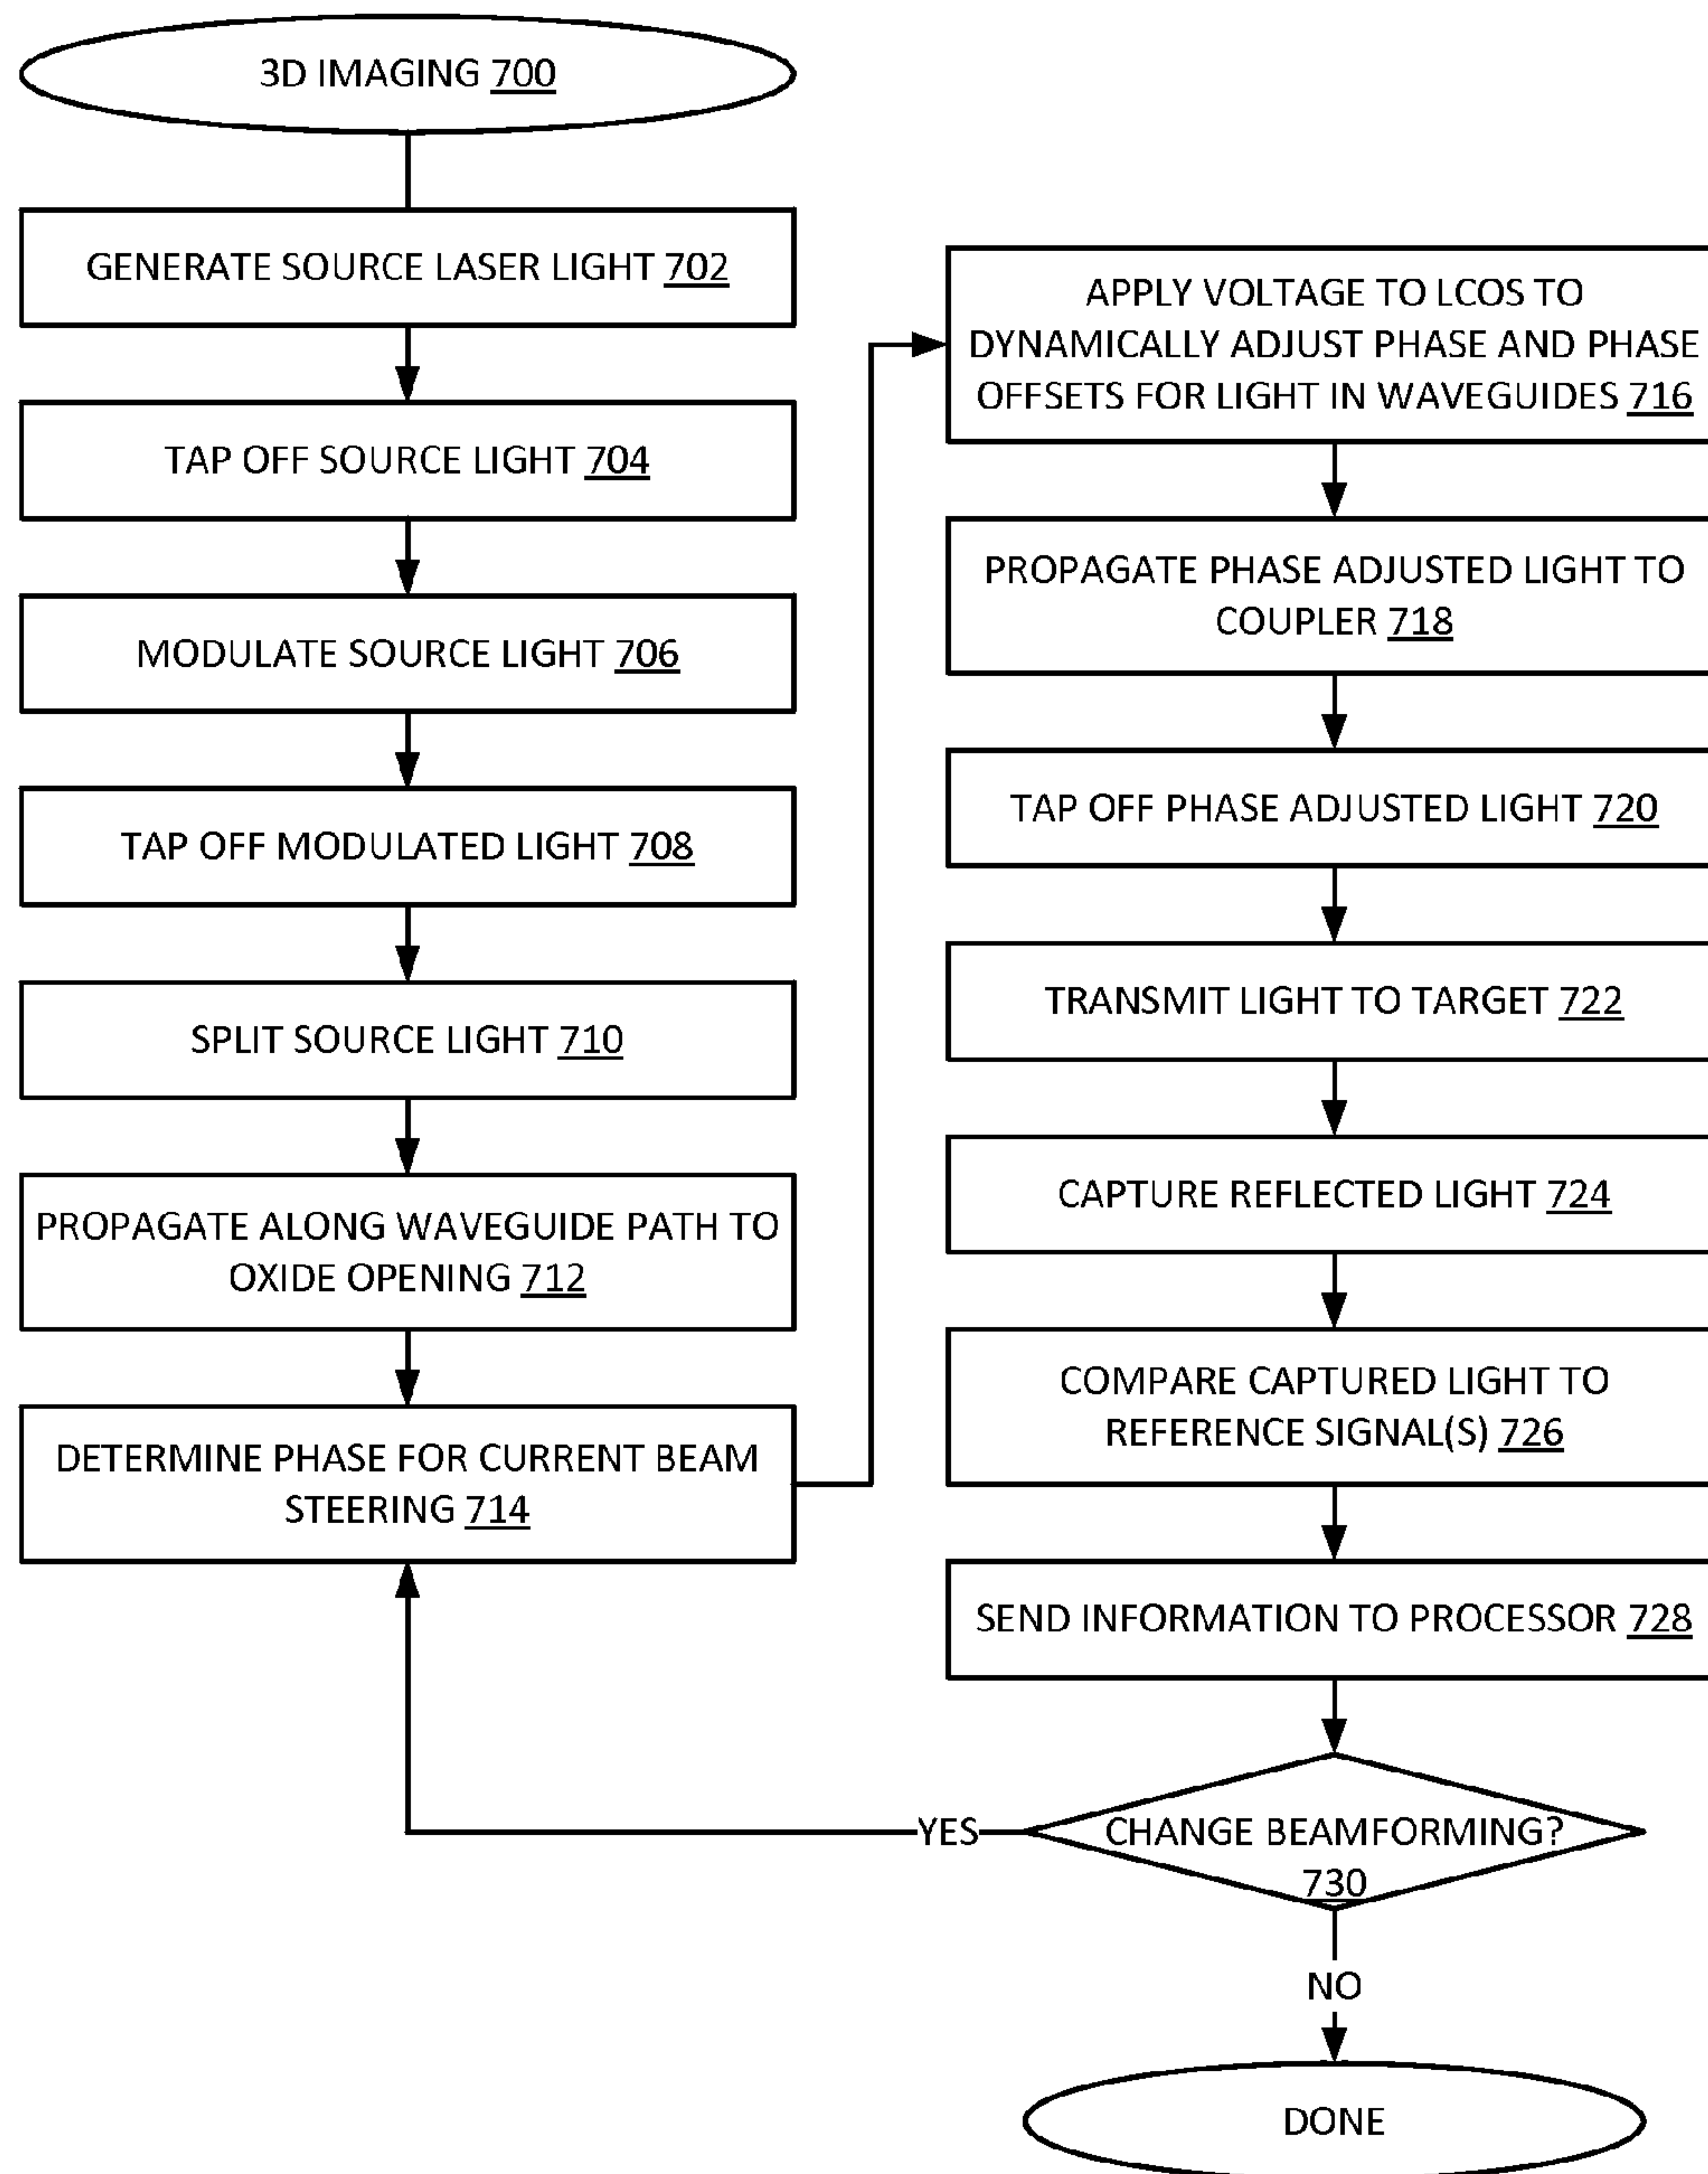 3D IMAGING 700
GENERATE SOURCE LASER LIGHT 702
TAP OFF SOURCE LIGHT 704
MODULATE SOURCE LIGHT 706
TAP OFF MODULATED LIGHT 708
SPLIT SOURCE LIGHT 710
PROPAGATE ALONG WAVEGUIDE PATH TO
OXIDE OPENING 712
DETERMINE PHASE FOR CURRENT BEAM
STEERING 714
APPLY VOLTAGE TO LCOS TO
DYNAMICALLY ADJUST PHASE AND PHASE
OFFSETS FOR LIGHT IN WAVEGUIDES 716
PROPAGATE PHASE ADJUSTED LIGHT TO
COUPLER 718
TAP OFF PHASE ADJUSTED LIGHT 720
TRANSMIT LIGHT TO TARGET 722
CAPTURE REFLECTED LIGHT 724
COMPARE CAPTURED LIGHT TO
REFERENCE SIGNAL(S) 726
SEND INFORMATION TO PROCESSOR 728
CHANGE BEAMFORMING?
730
YES
NO
DONE